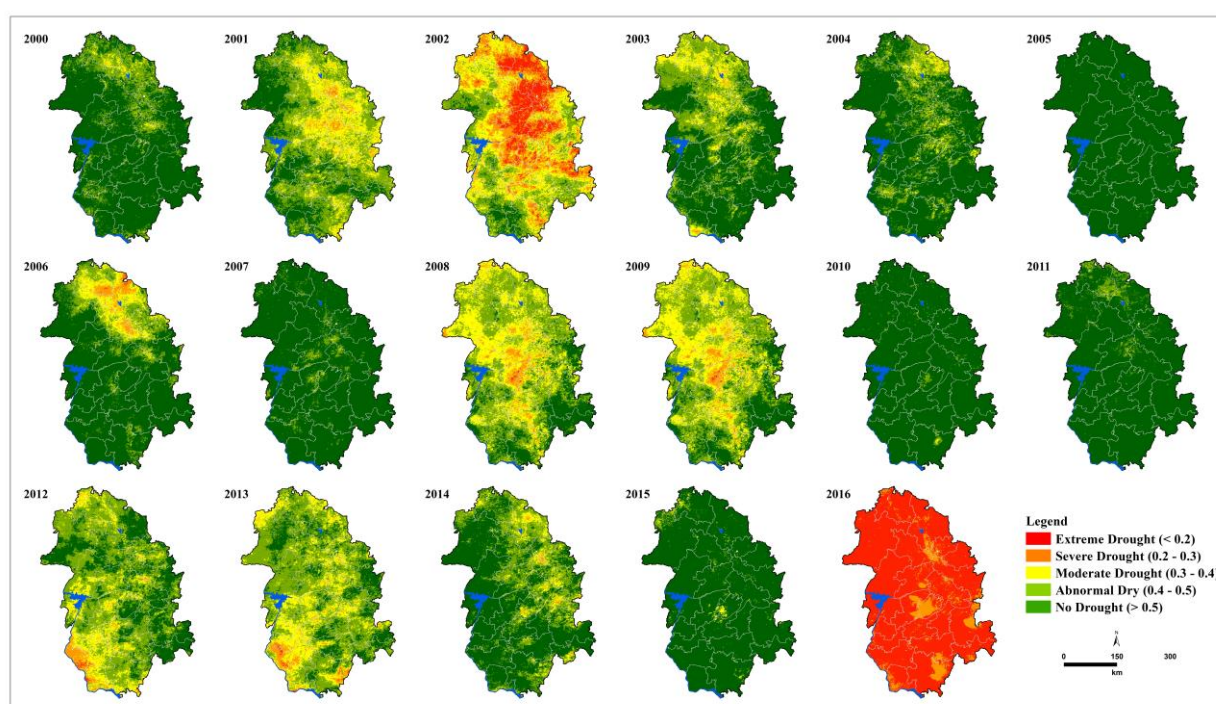 2000 2001 2002 2003 2004 2005
2006 2007 2008 2009 2010 2011
2012 2013 2014 2015 2016
Legend
Extreme Drought (< 0.2)
Severe Drought (0.2 - 0.3)
Moderate Drought (0.3 - 0.4)
Abnormal Dry (0.4 - 0.5)
No Drought (> 0.5)
N
0 150 300
km